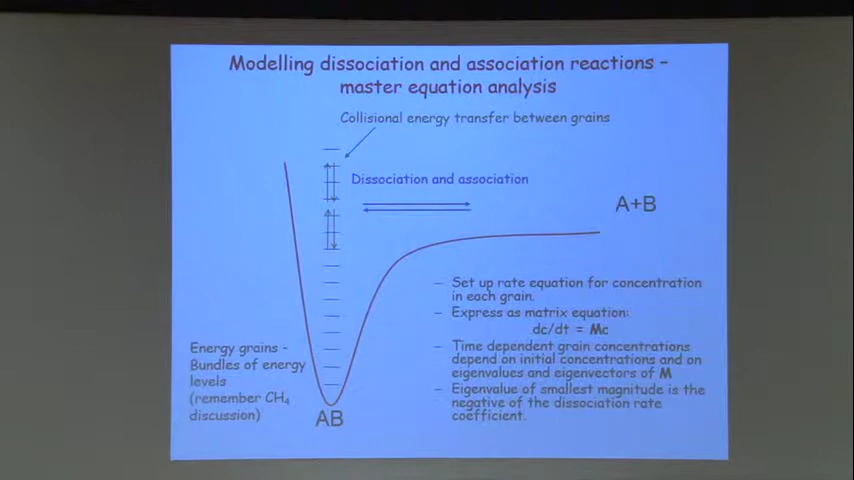 Modelling dissociation and association reactions –
master equation analysis
Collisional energy transfer between grains
Dissociation and association
A+B
– Set up rate equation for concentration
in each grain.
– Express as matrix equation:
dc/dt = Mc
– Time dependent grain concentrations
depend on initial concentrations and on
eigenvalues and eigenvectors of M
– Eigenvalue of smallest magnitude is the
negative of the dissociation rate
coefficient.
Energy grains -
Bundles of energy
levels
(remember CH₄
discussion)
AB